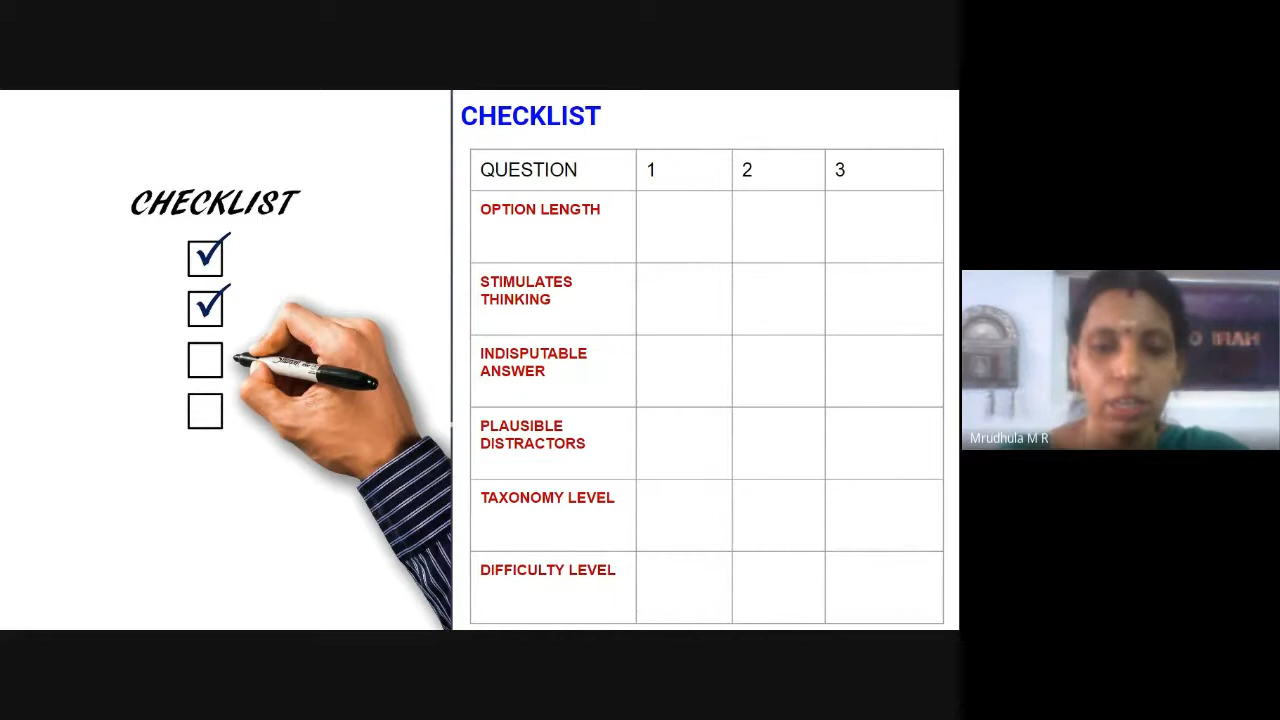 CHECKLIST
CHECKLIST
QUESTION 1 2 3
OPTION LENGTH
STIMULATES
THINKING
INDISPUTABLE
ANSWER
PLAUSIBLE
DISTRACTORS
TAXONOMY LEVEL
DIFFICULTY LEVEL
Mrudhula M R